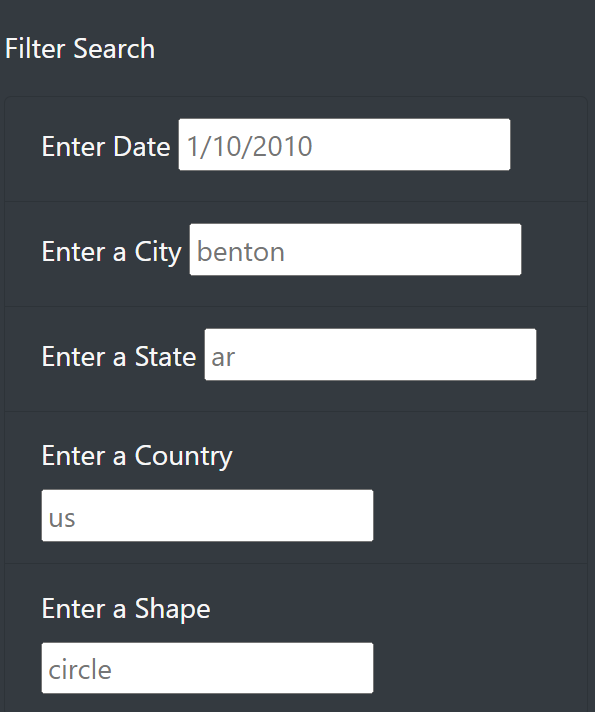 Filter Search
Enter Date 1/10/2010
Enter a City benton
Enter a State ar
Enter a Country
us
Enter a Shape
circle